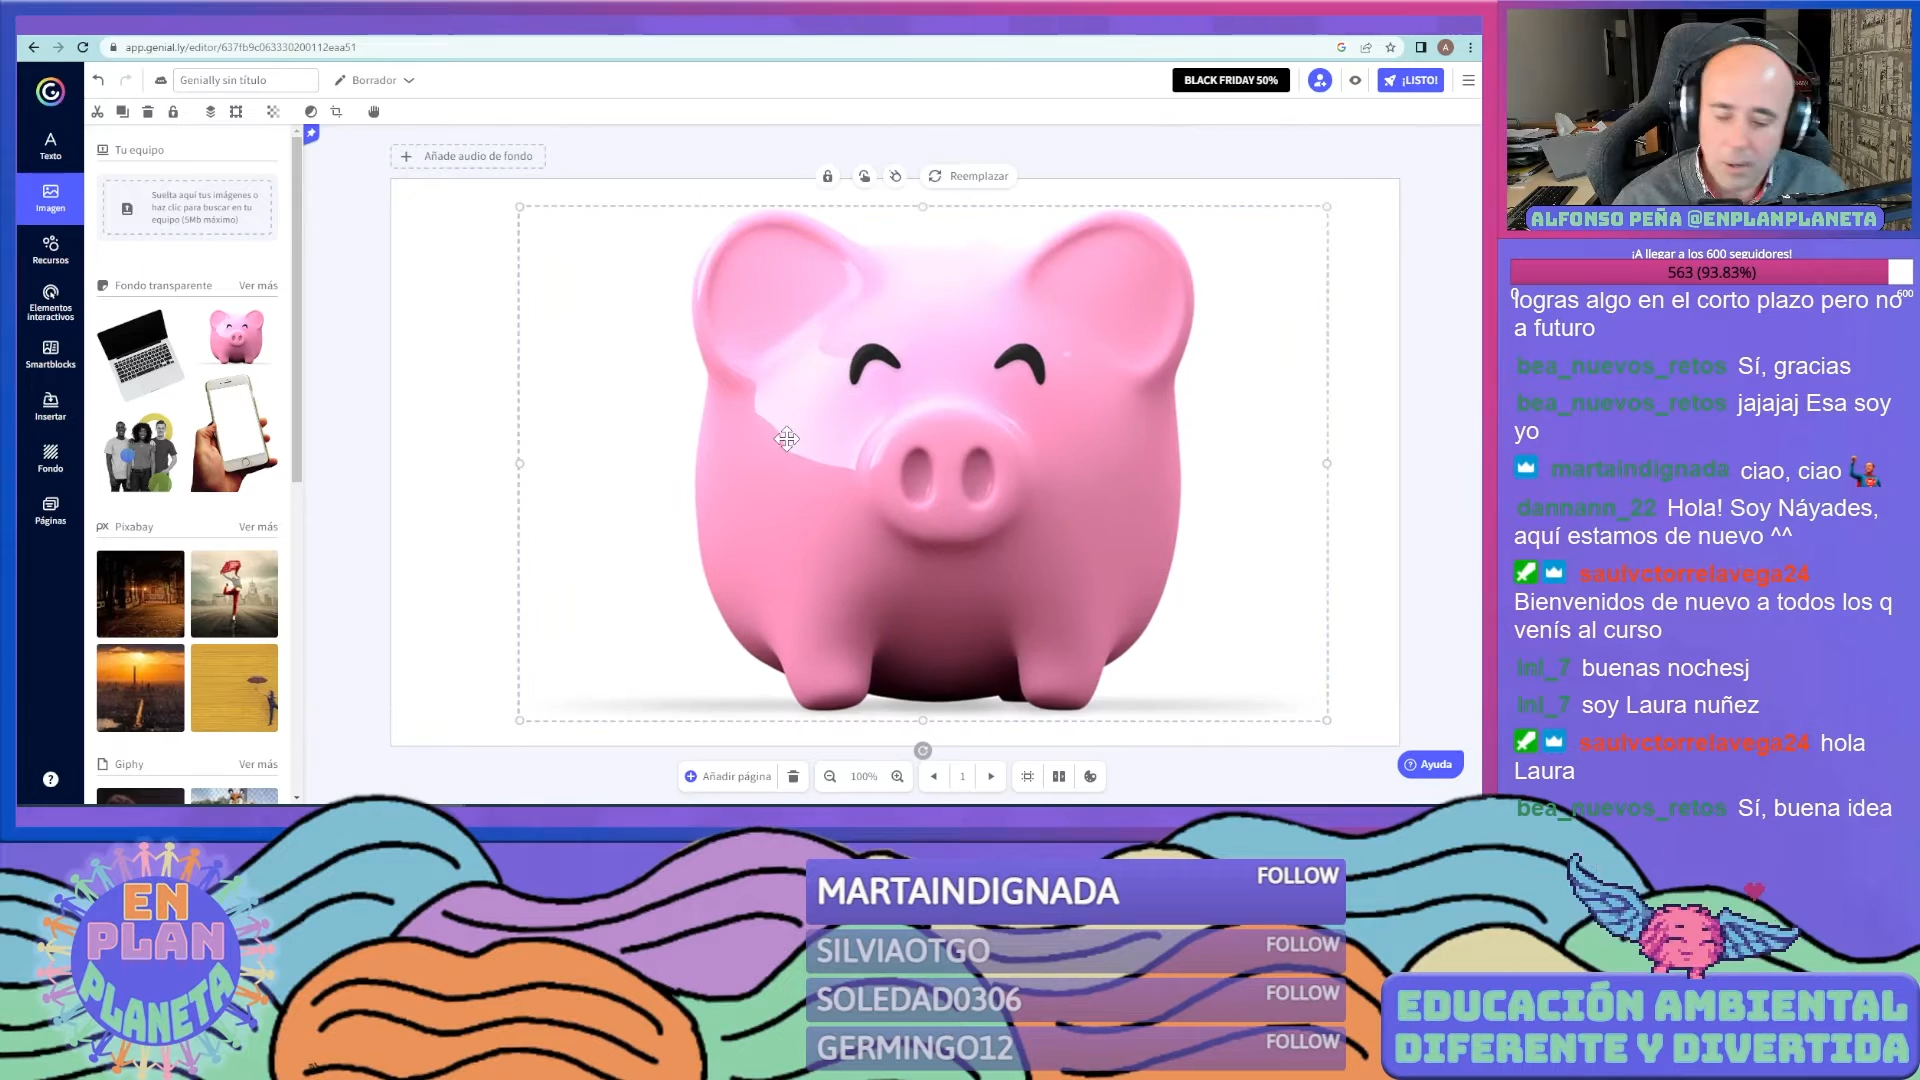 app.genial.ly/editor/637fb9c063330200112eaa51
A
Genially sin título
Borrador
BLACK FRIDAY 50%
¡LISTO!
Texto
Imagen
Recursos
Elementos
interactivos
Smartblocks
Insertar
Fondo
Páginas
?
Tu equipo
Suelta aquí tus imágenes o
haz clic para buscar en tu
equipo (5Mb máximo)
Fondo transparente Ver más
Pixabay Ver más
Giphy Ver más
Añade audio de fondo
Reemplazar
Añadir página
100%
1
Ayuda
ALFONSO PEÑA @ENPLANPLANETA
¡A llegar a los 600 seguidores!
563 (93.83%)
0 600
logras algo en el corto plazo pero no
a futuro
bea_nuevos_retos Sí, gracias
bea_nuevos_retos jajajaj Esa soy
yo
martaindignada ciao, ciao
dannann_22 Hola! Soy Náyades,
aquí estamos de nuevo ^^
saulvctorrelavega24
Bienvenidos de nuevo a todos los q
venís al curso
lnl_7 buenas nochesj
lnl_7 soy Laura nuñez
saulvctorrelavega24 hola
Laura
bea_nuevos_retos Sí, buena idea
EN
PLAN
PLANETA
MARTAINDIGNADA FOLLOW
SILVIAOTGO FOLLOW
SOLEDAD0306 FOLLOW
GERMINGO12 FOLLOW
EDUCACIÓN AMBIENTAL
DIFERENTE Y DIVERTIDA